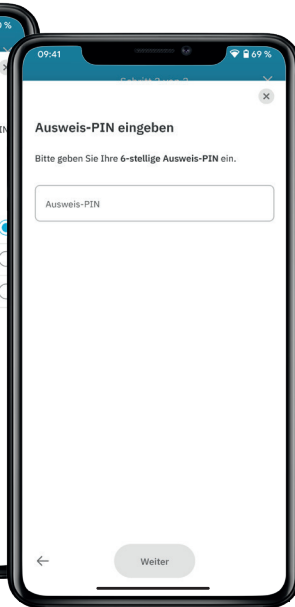 09:41
69 %
Schritt 2 von 3
Ausweis-PIN eingeben
Bitte geben Sie Ihre 6-stellige Ausweis-PIN ein.
Ausweis-PIN
Weiter